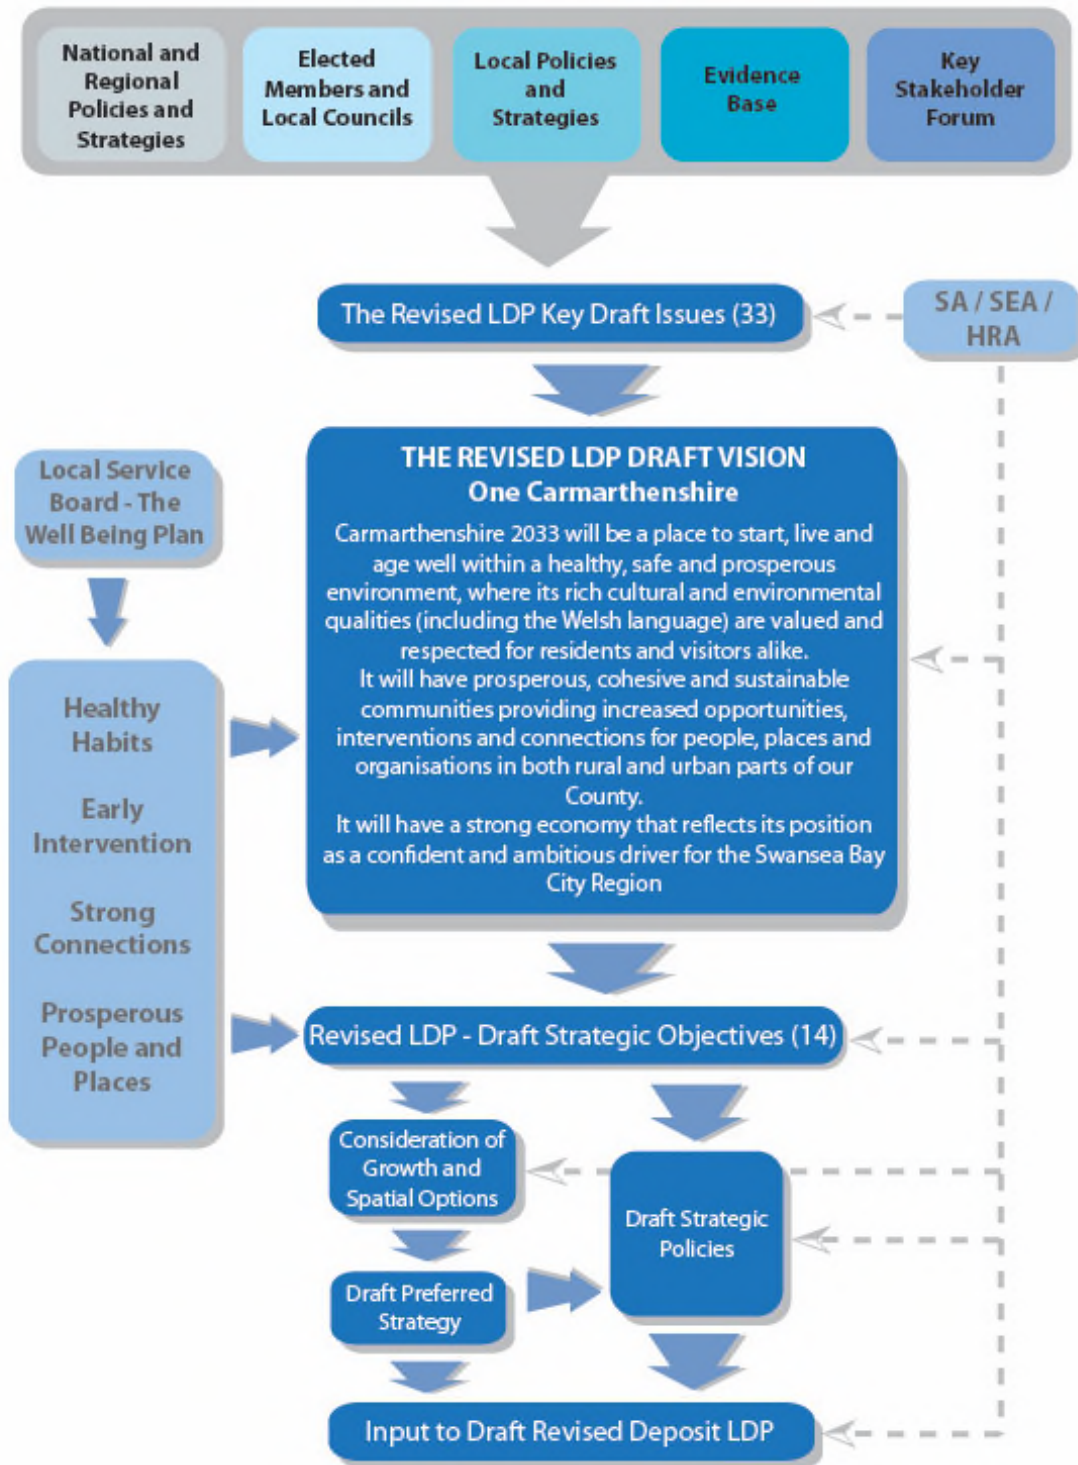 National and
Regional
Policies and
Strategies
Elected
Members and
Local Councils
Local Policies
and
Strategies
Evidence
Base
Key
Stakeholder
Forum
The Revised LDP Key Draft Issues (33)
SA / SEA /
HRA
Local Service
Board - The
Well Being Plan
THE REVISED LDP DRAFT VISION
One Carmarthenshire
Carmarthenshire 2033 will be a place to start, live and
age well within a healthy, safe and prosperous
environment, where its rich cultural and environmental
qualities (including the Welsh language) are valued and
respected for residents and visitors alike.
It will have prosperous, cohesive and sustainable
communities providing increased opportunities,
interventions and connections for people, places and
organisations in both rural and urban parts of our
County.
It will have a strong economy that reflects its position
as a confident and ambitious driver for the Swansea Bay
City Region
Healthy
Habits
Early
Intervention
Strong
Connections
Prosperous
People and
Places
Revised LDP - Draft Strategic Objectives (14)
Consideration of
Growth and
Spatial Options
Draft Strategic
Policies
Draft Preferred
Strategy
Input to Draft Revised Deposit LDP